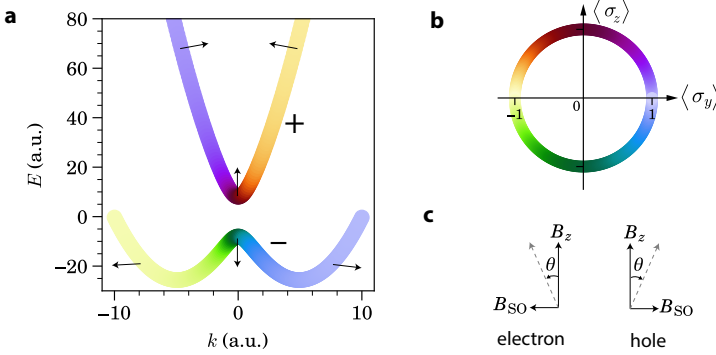 a
80
60
40
20
0
−20
E (a.u.)
+
−
−10
0
10
k (a.u.)
b
⟨σz⟩
⟨σy⟩
−1
0
1
c
Bz
θ
BSO
electron
Bz
θ
BSO
hole